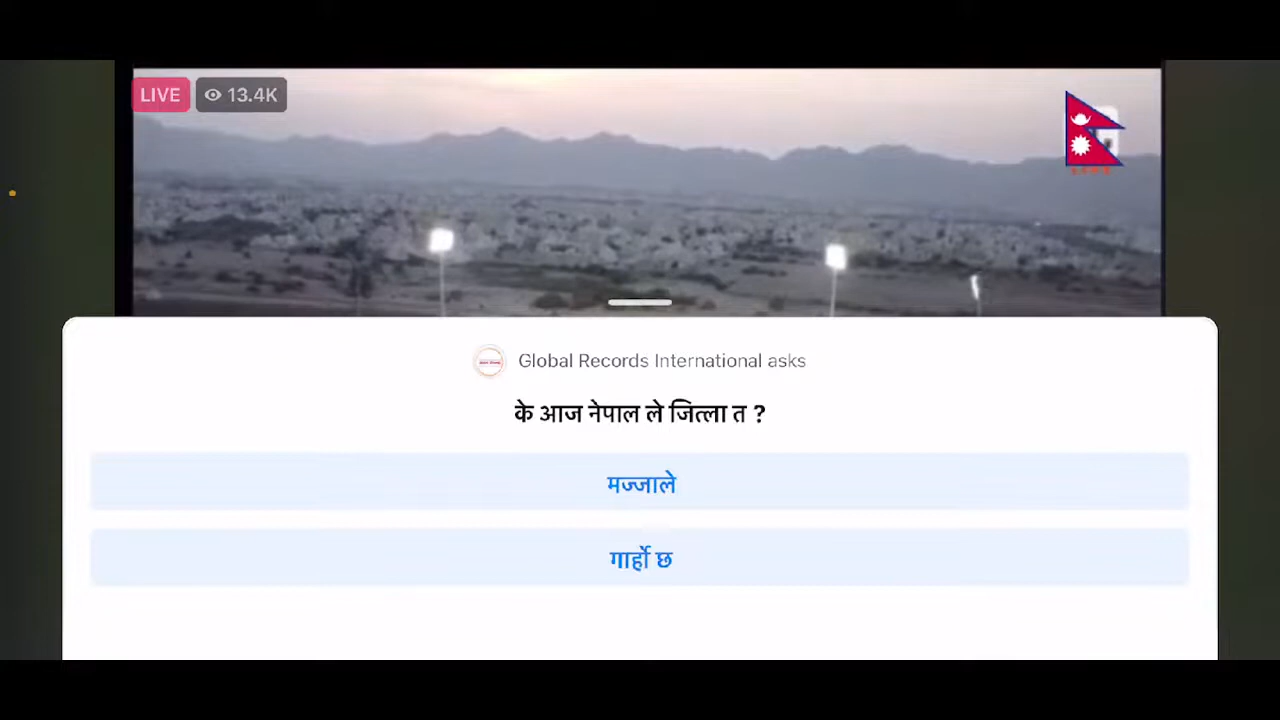 LIVE
13.4K
Global Records International asks
के आज नेपाल ले जित्ला त ?
मज्जाले
गार्हो छ